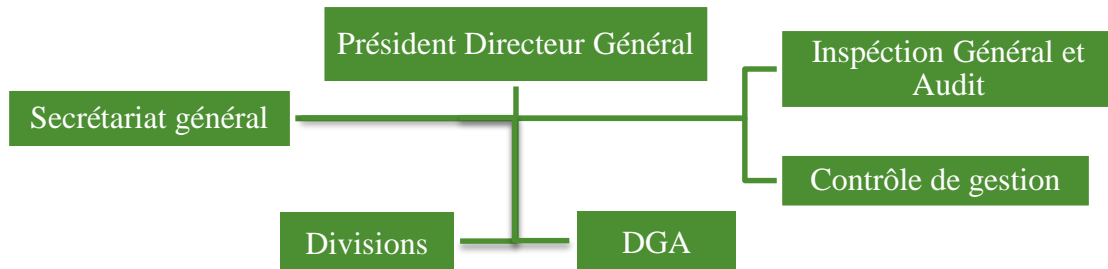 Président Directeur Général
Inspéction Général et
Audit
Secrétariat général
Contrôle de gestion
Divisions
DGA